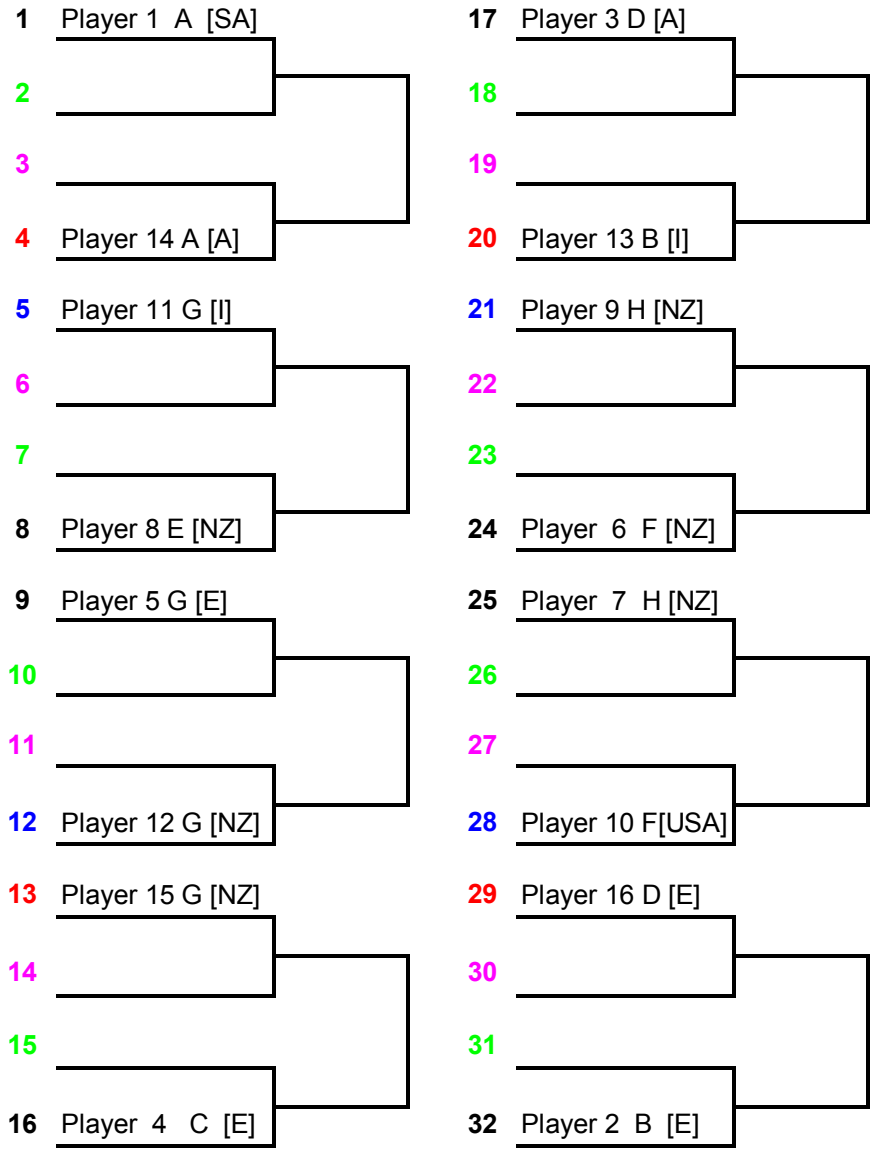 1 Player 1 A [SA]
2
3
4 Player 14 A [A]
5 Player 11 G [I]
6
7
8 Player 8 E [NZ]
9 Player 5 G [E]
10
11
12 Player 12 G [NZ]
13 Player 15 G [NZ]
14
15
16 Player 4 C [E]
17 Player 3 D [A]
18
19
20 Player 13 B [I]
21 Player 9 H [NZ]
22
23
24 Player 6 F [NZ]
25 Player 7 H [NZ]
26
27
28 Player 10 F[USA]
29 Player 16 D [E]
30
31
32 Player 2 B [E]